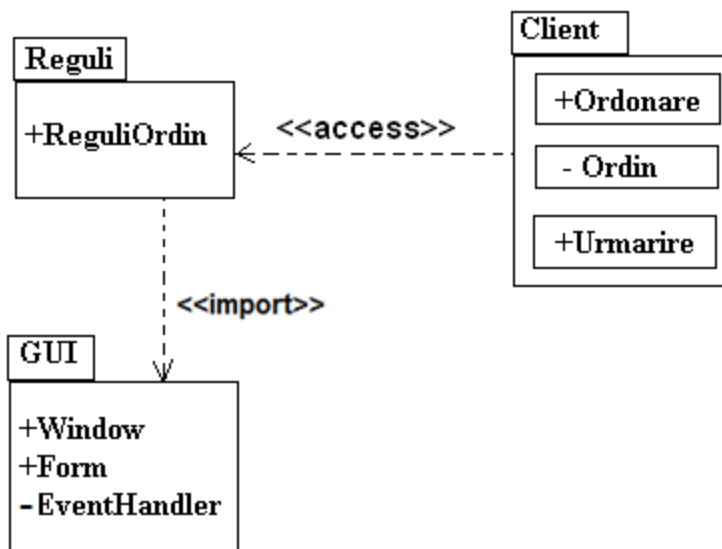 Client
Reguli
+Ordonare
+ReguliOrdin
<<access>>
- Ordin
+Urmarire
<<import>>
GUI
+Window
+Form
-EventHandler